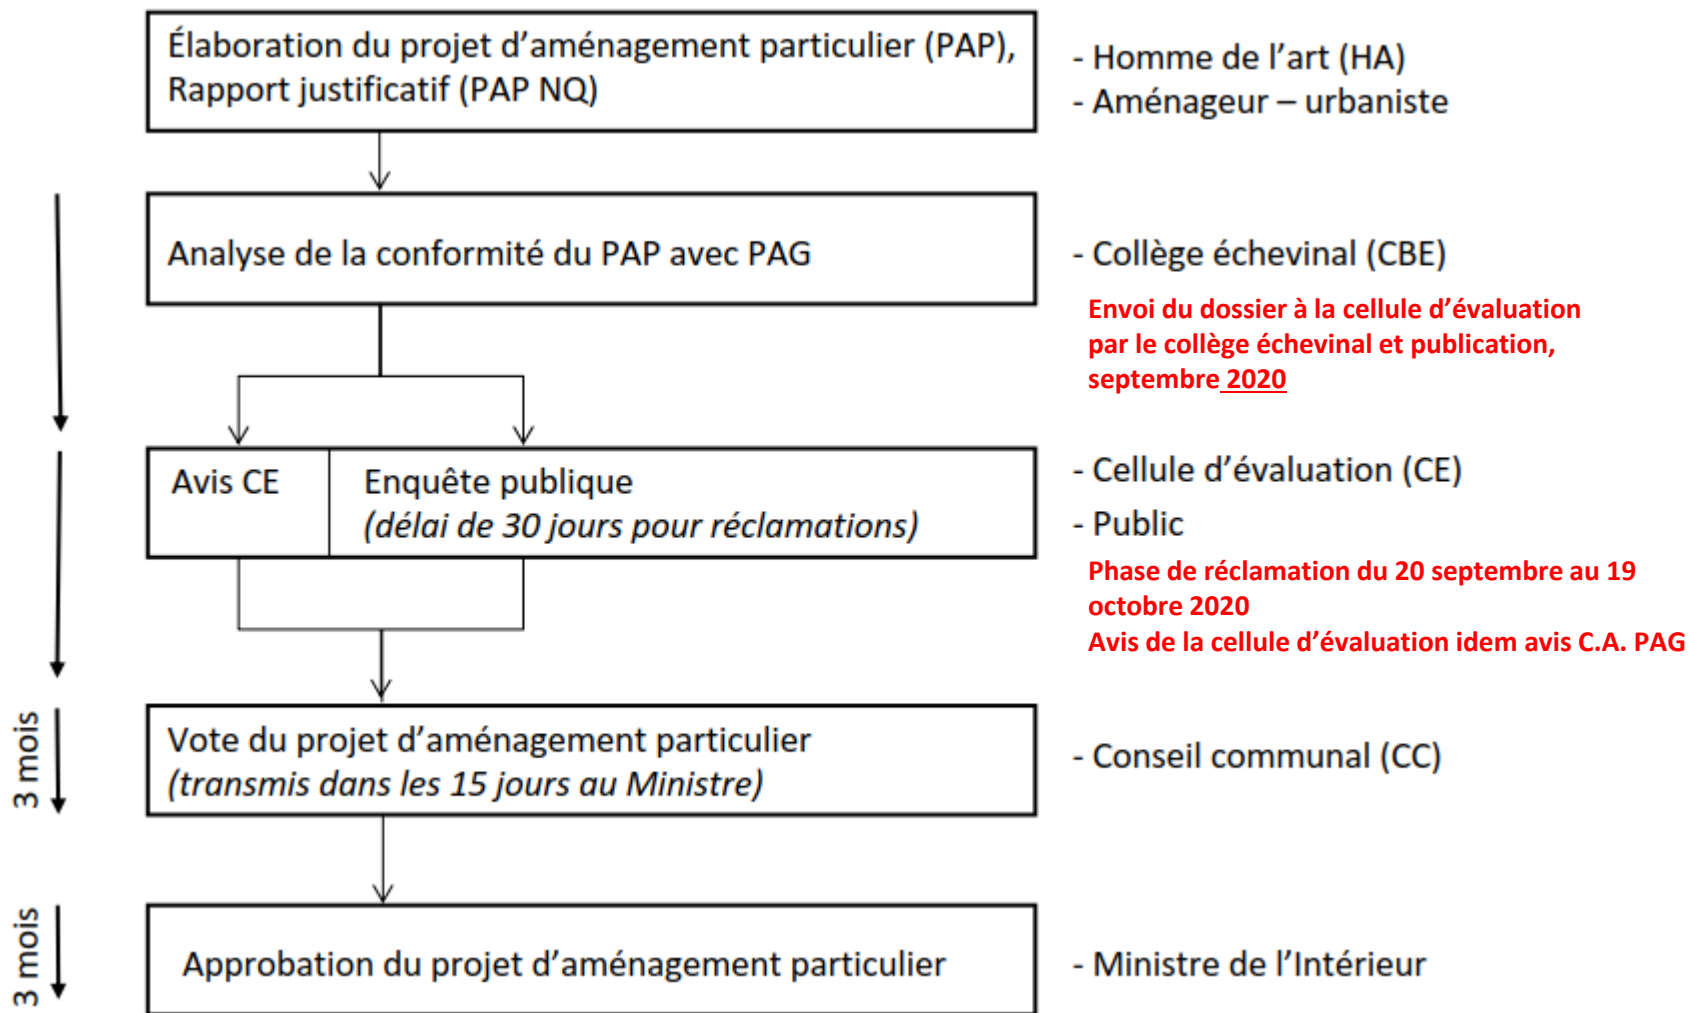 Élaboration du projet d’aménagement particulier (PAP),
Rapport justificatif (PAP NQ)
- Homme de l’art (HA)
- Aménageur – urbaniste
Analyse de la conformité du PAP avec PAG
- Collège échevinal (CBE)
Envoi du dossier à la cellule d’évaluation
par le collège échevinal et publication,
septembre 2020
Avis CE
Enquête publique
(délai de 30 jours pour réclamations)
- Cellule d’évaluation (CE)
- Public
Phase de réclamation du 20 septembre au 19
octobre 2020
Avis de la cellule d’évaluation idem avis C.A. PAG
3 mois
Vote du projet d’aménagement particulier
(transmis dans les 15 jours au Ministre)
- Conseil communal (CC)
3 mois
Approbation du projet d’aménagement particulier
- Ministre de l’Intérieur